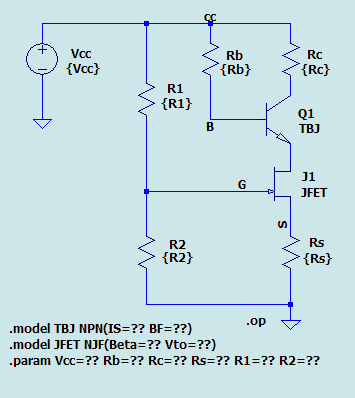 cc
Vcc
{Vcc}
Rb
{Rb}
Rc
{Rc}
R1
{R1}
Q1
TBJ
B
J1
JFET
G
S
R2
{R2}
Rs
{Rs}
.op
.model TBJ NPN(IS=?? BF=??)
.model JFET NJF(Beta=?? Vto=??)
.param Vcc=?? Rb=?? Rc=?? Rs=?? R1=?? R2=??